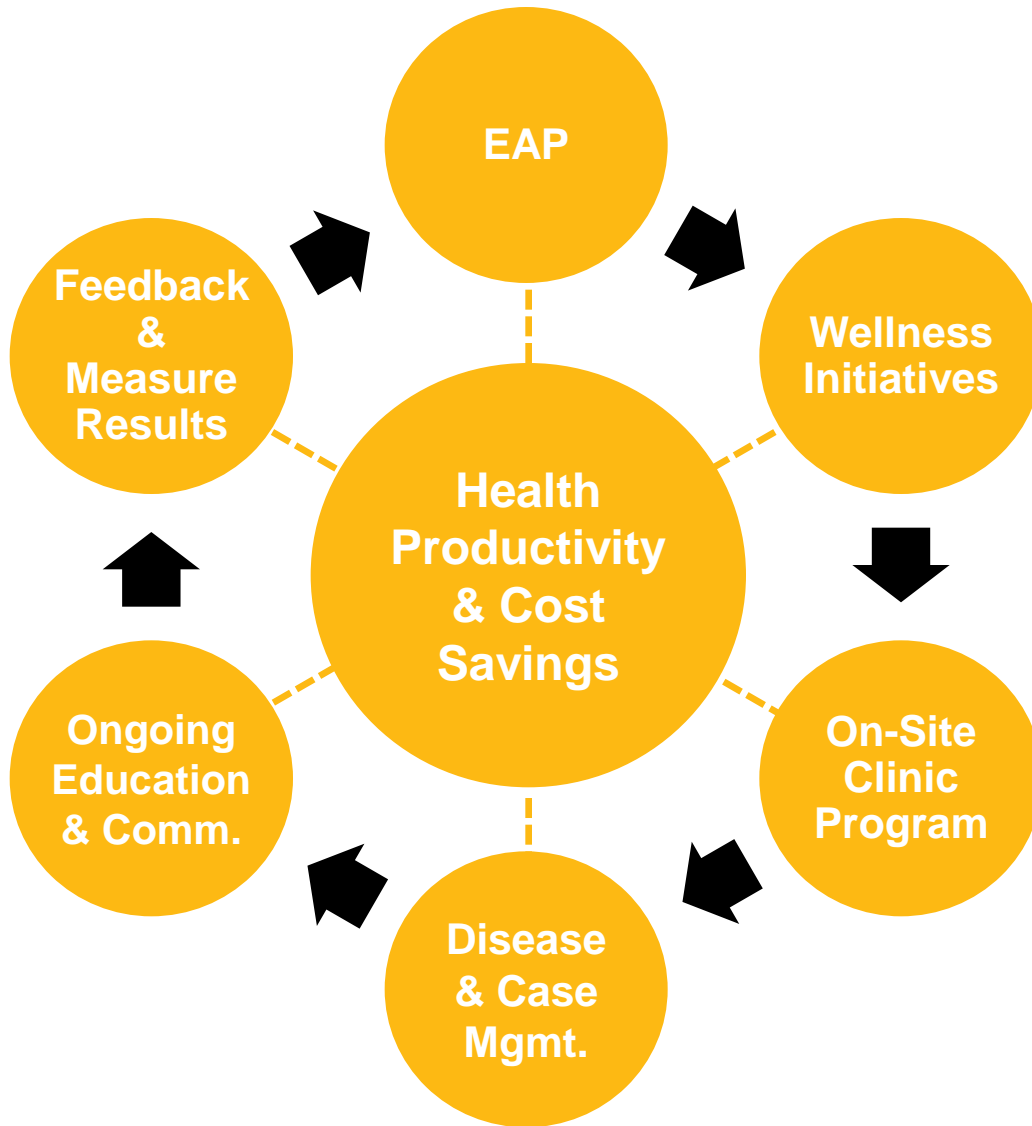 EAP
Wellness
Initiatives
On-Site
Clinic
Program
Disease
& Case
Mgmt.
Ongoing
Education
& Comm.
Feedback
&
Measure
Results
Health
Productivity
& Cost
Savings